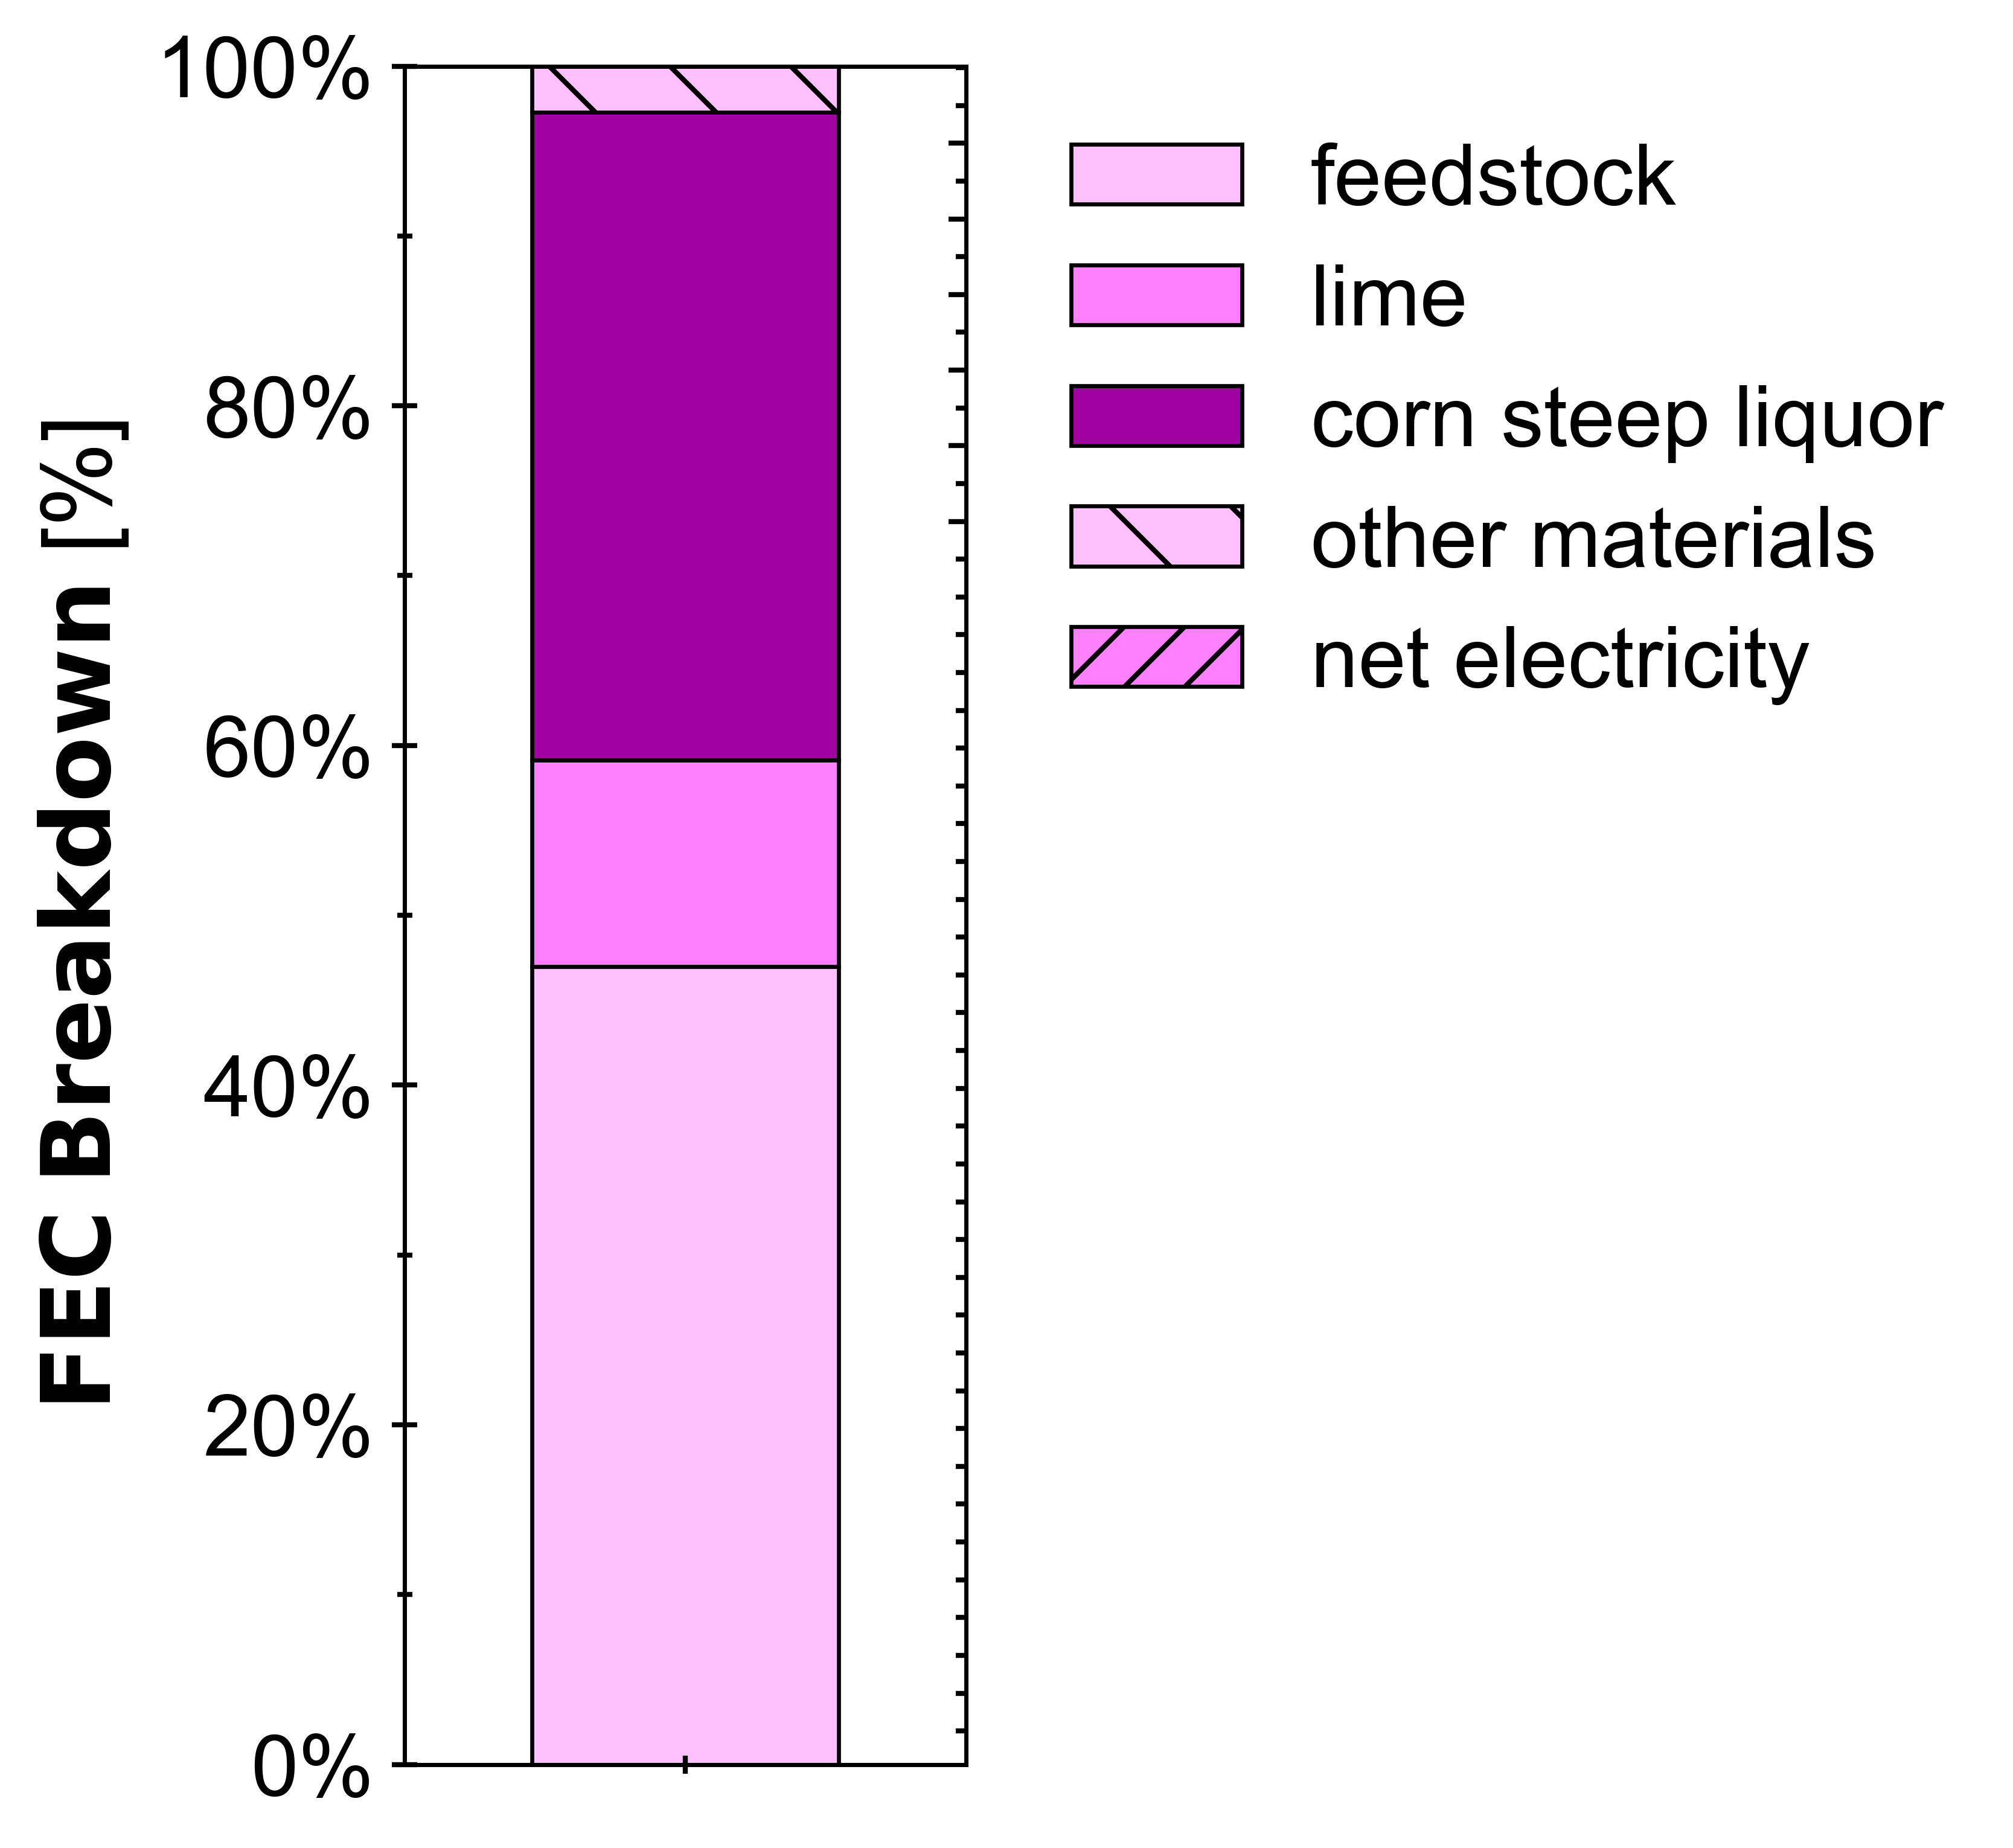 FEC Breakdown [%]
100%
80%
60%
40%
20%
0%
feedstock
lime
corn steep liquor
other materials
net electricity